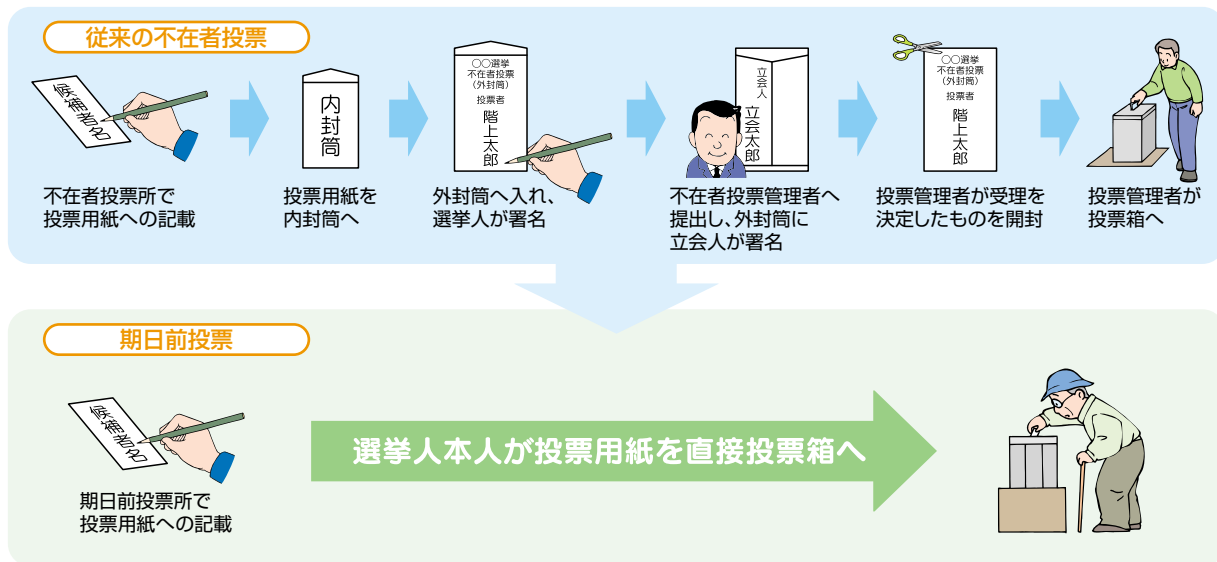 従来の不在者投票
候補者名
内封筒
○○選挙
不在者投票
(外封筒)
投票者
階上太郎
立会人
立会太郎
○○選挙
不在者投票
(外封筒)
投票者
階上太郎
不在者投票所で
投票用紙への記載
投票用紙を
内封筒へ
外封筒へ入れ、
選挙人が署名
不在者投票管理者へ
提出し、外封筒に
立会人が署名
投票管理者が受理を
決定したものを開封
投票管理者が
投票箱へ
期日前投票
候補者名
選挙人本人が投票用紙を直接投票箱へ
期日前投票所で
投票用紙への記載